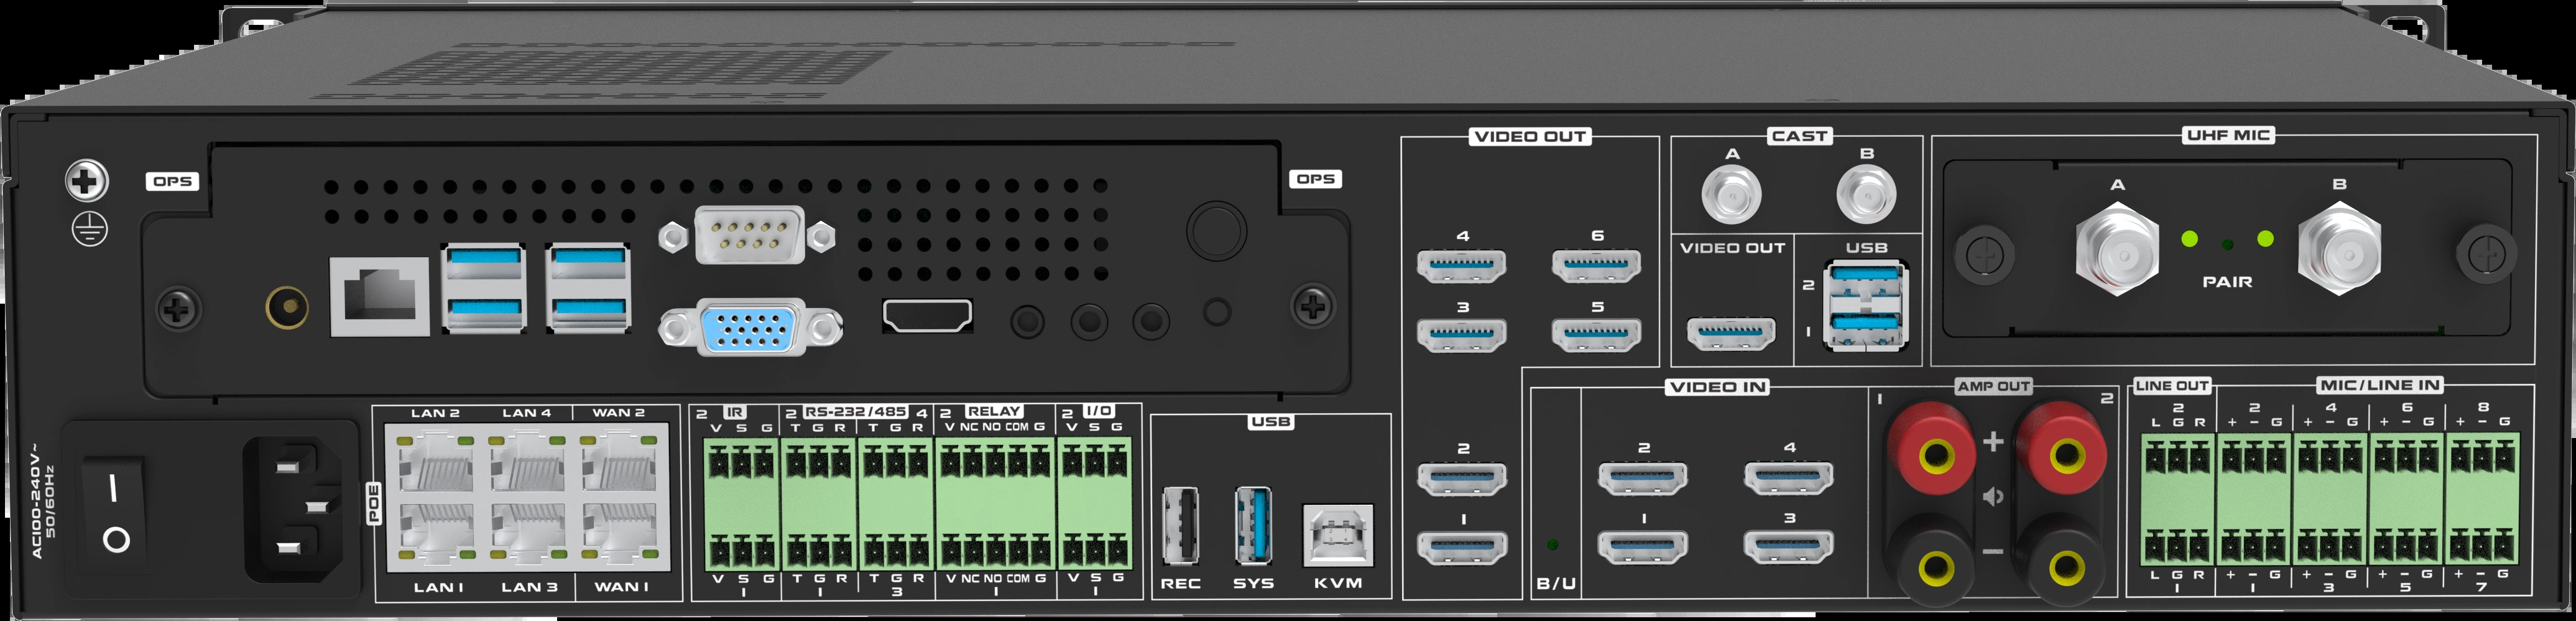 OPS
OPS
VIDEO OUT
4 6
3 5
2
1
CAST
A B
VIDEO OUT
USB
2
1
UHF MIC
A B
PAIR
AC100-240V~
50/60Hz
POE
LAN 2 LAN 4 WAN 2
LAN 1 LAN 3 WAN 1
2 IR 2 RS-232/485 4 2 RELAY 2 I/O
V S G T G R T G R V NC NO COM G V S G
V S G T G R T G R V NC NO COM G V S G
1 1 3 1 1
USB
REC SYS KVM
B/U
VIDEO IN
2 4
1 3
AMP OUT
1 2
+
−
LINE OUT MIC/LINE IN
2 2 4 6 8
L G R + - G + - G + - G + - G
L G R + - G + - G + - G + - G
1 1 3 5 7